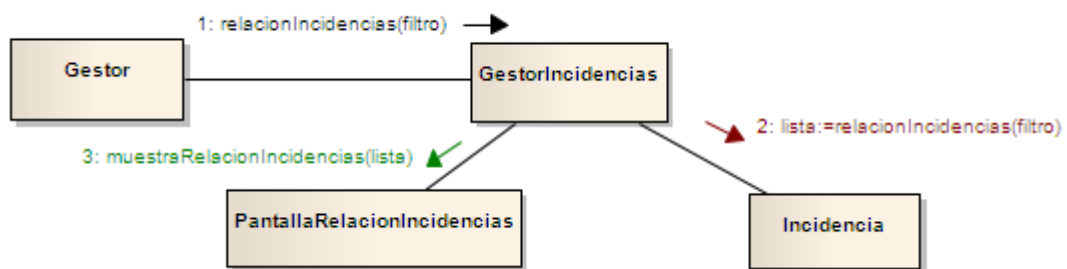 1: relacionIncidencias(filtro)
Gestor
GestorIncidencias
2: lista:=relacionIncidencias(filtro)
3: muestraRelacionIncidencias(lista)
PantallaRelacionIncidencias
Incidencia